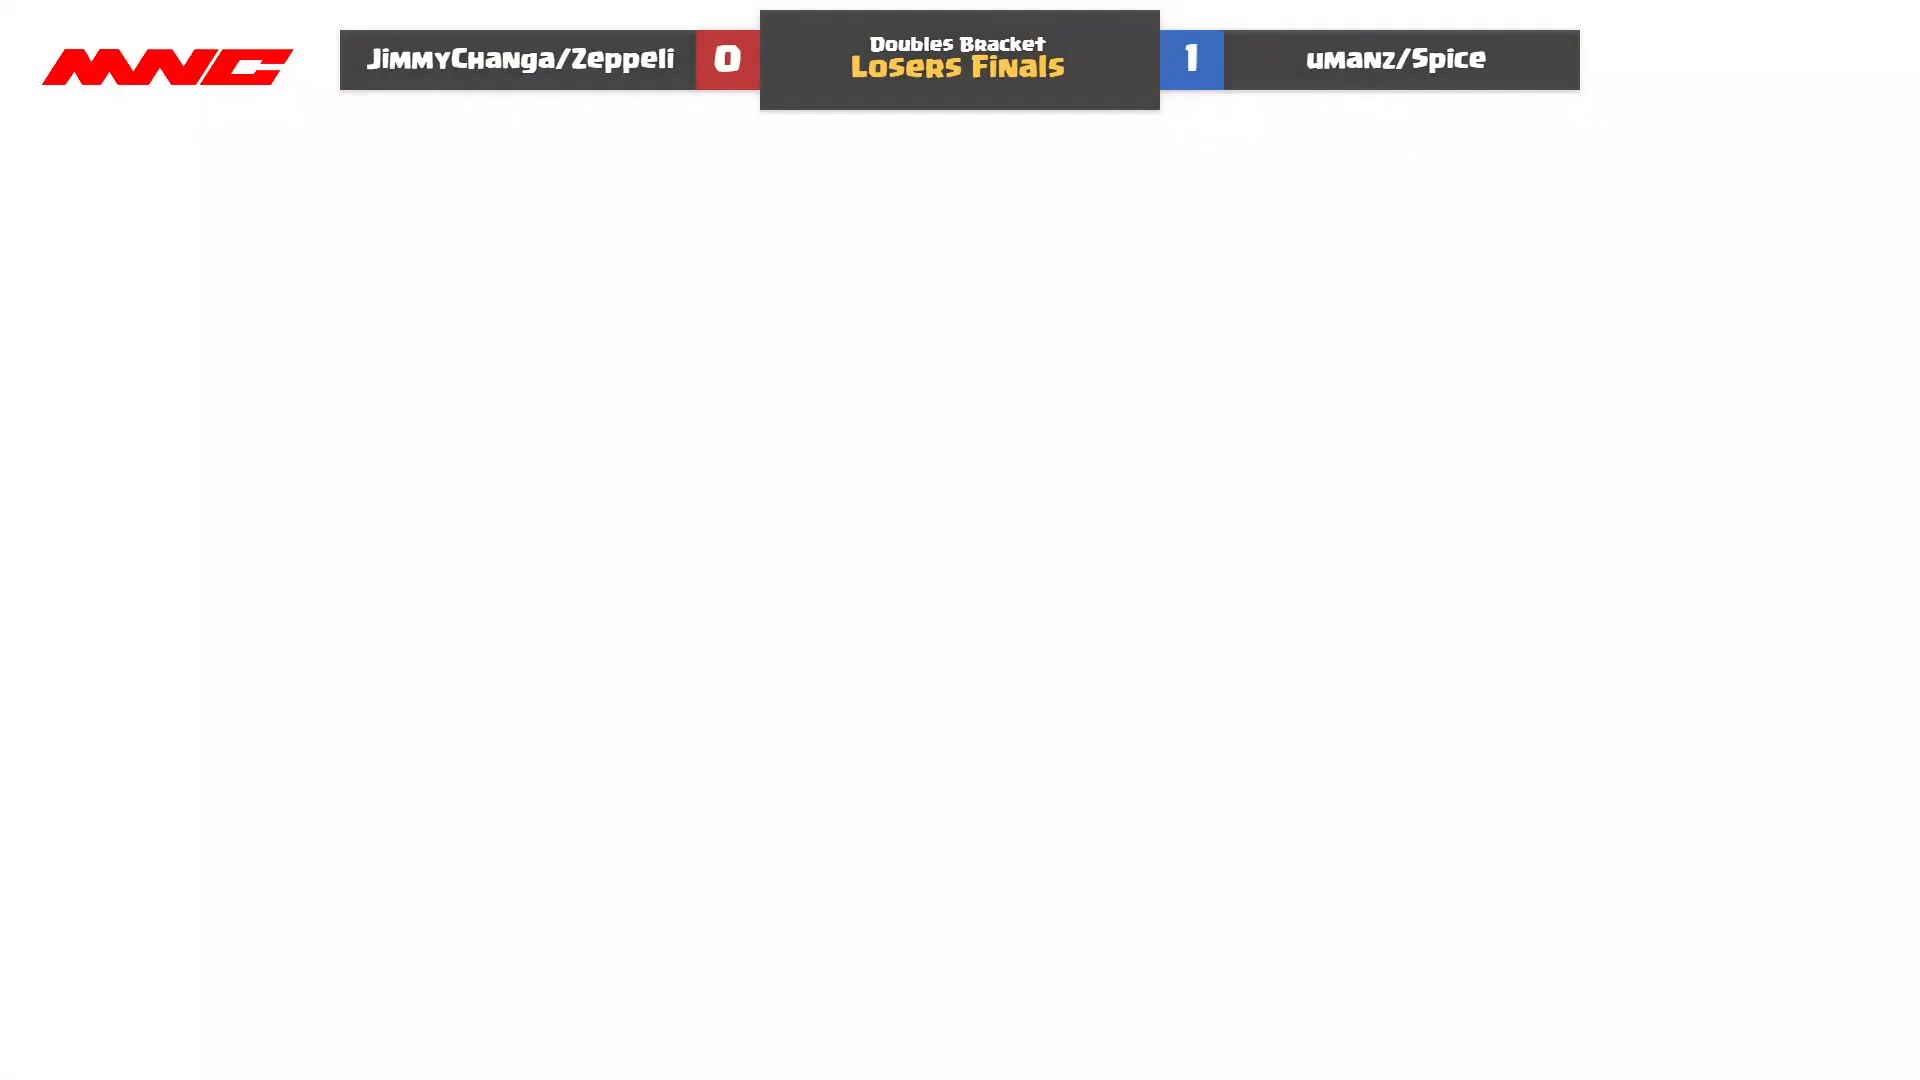 MNC
JimmyChanga/Zeppeli
0
Doubles Bracket
Losers Finals
1
umanz/Spice